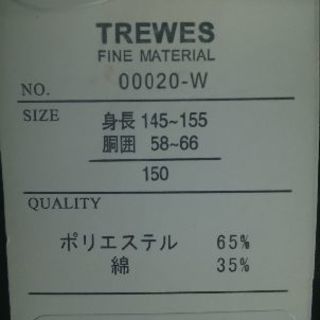 TREWES
FINE MATERIAL
NO. 00020-W
SIZE 身長 145~155
胴囲 58~66
150
QUALITY
ポリエステル 65%
綿 35%